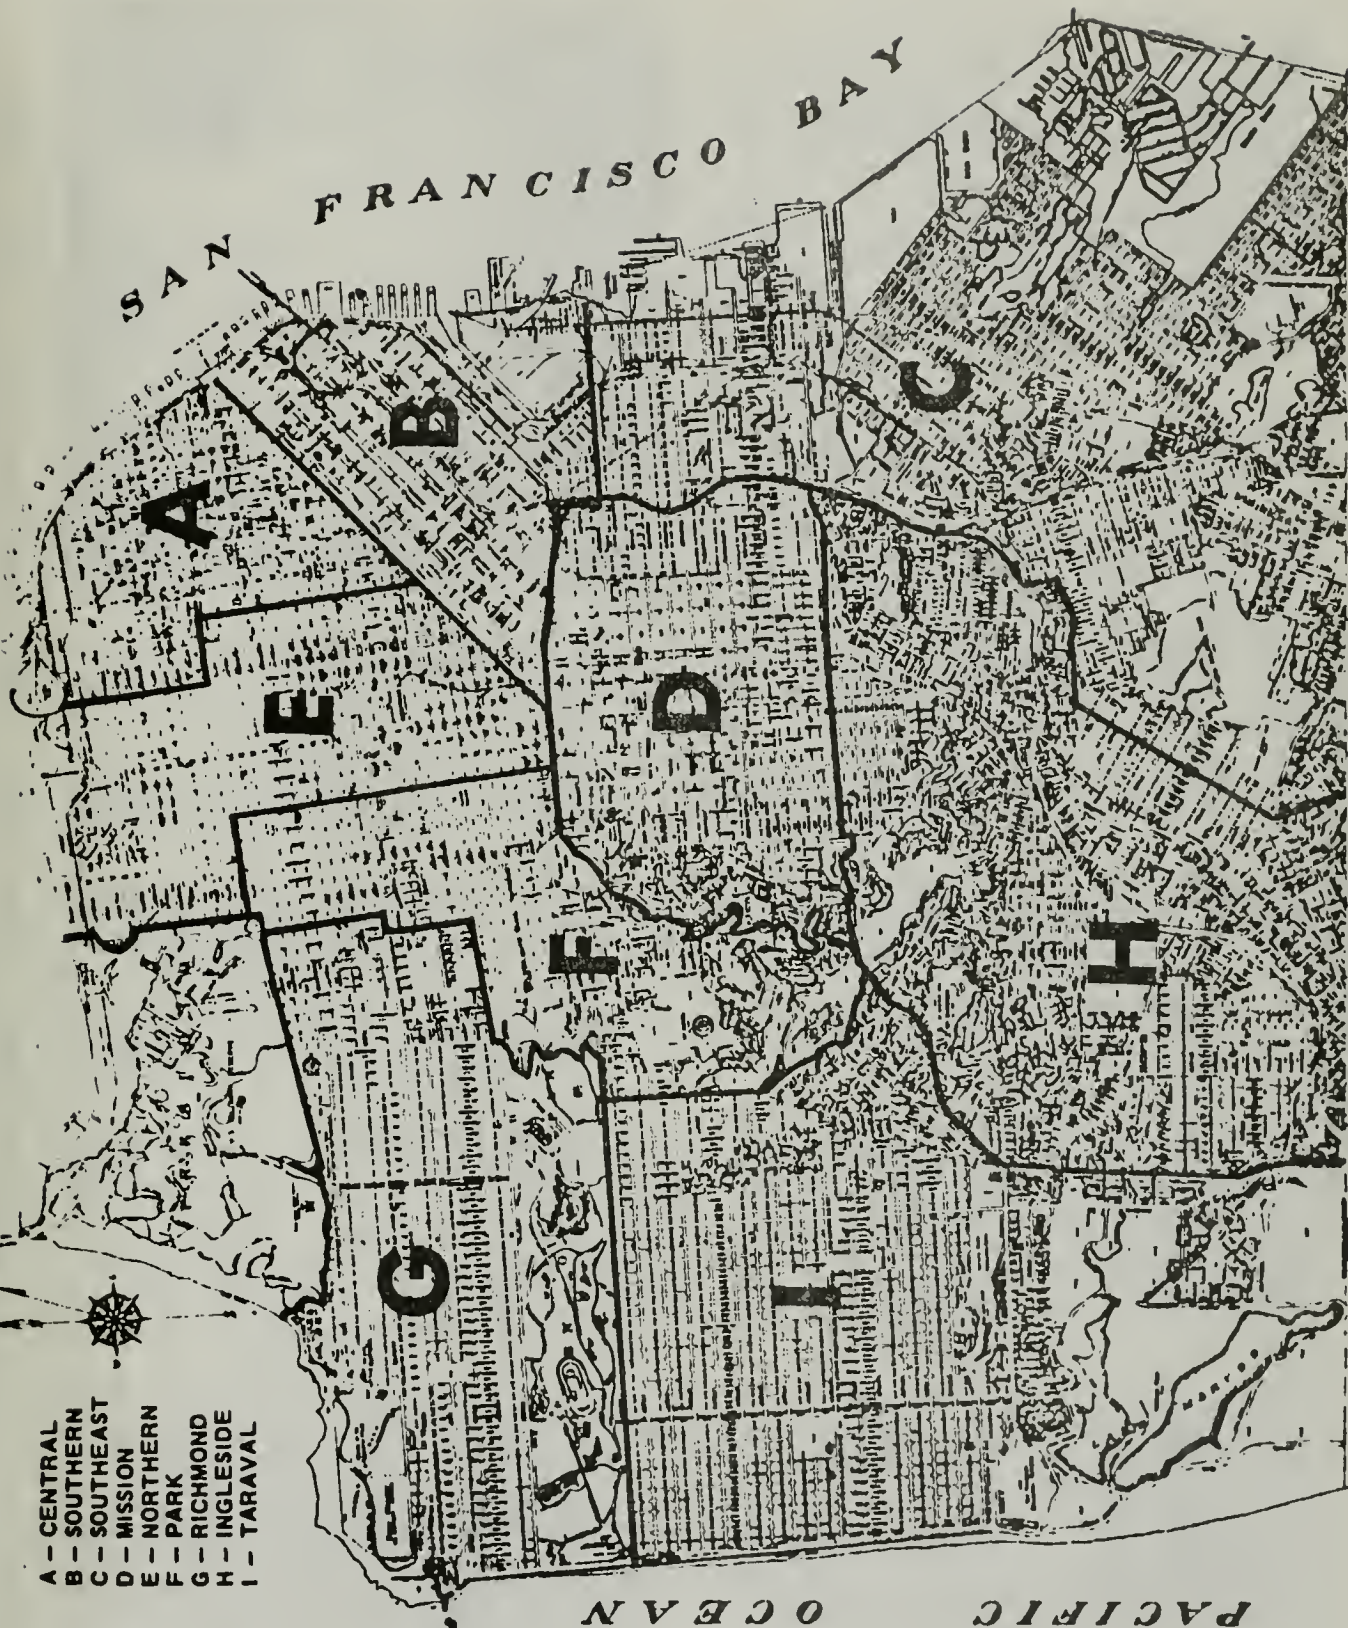 SAN FRANCISCO BAY
A
B
C
D
E
F
G
H
I
A – CENTRAL
B – SOUTHERN
C – SOUTHEAST
D – MISSION
E – NORTHERN
F – PARK
G – RICHMOND
H – INGLESIDE
I – TARAVAL
PACIFIC OCEAN